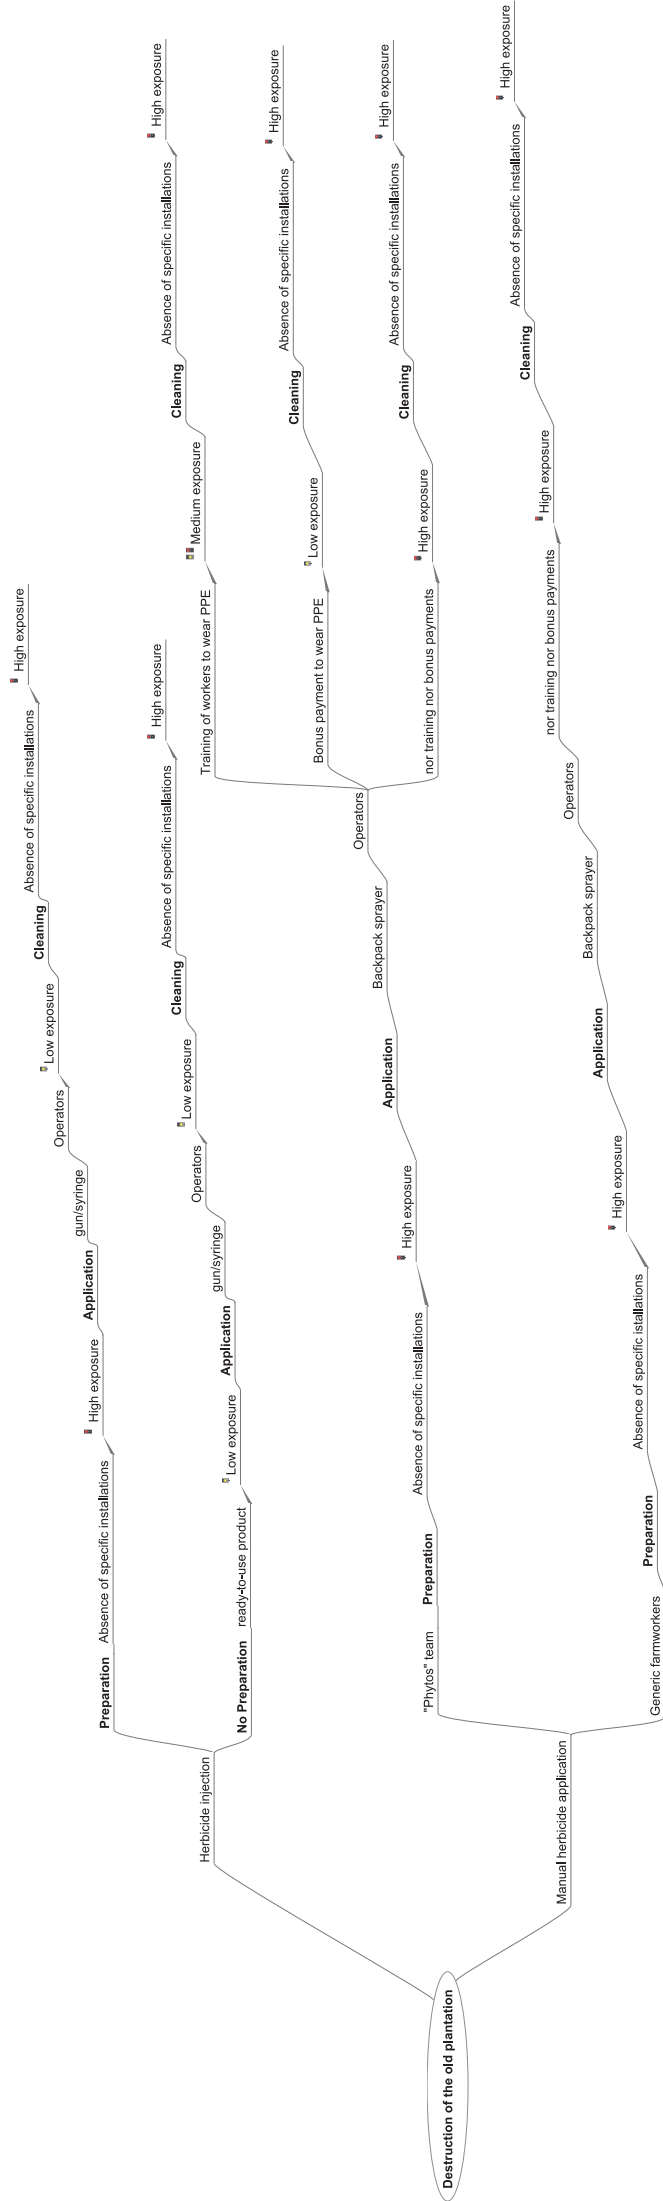 Destruction of the old plantation
Herbicide injection
Preparation
Absence of specific installations
High exposure
Application
gun/syringe
Operators
Low exposure
Cleaning
Absence of specific installations
High exposure
No Preparation
ready-to-use product
Low exposure
Application
gun/syringe
Operators
Low exposure
Cleaning
Absence of specific installations
High exposure
Manual herbicide application
"Phytos" team
Preparation
Absence of specific installations
High exposure
Application
Backpack sprayer
Operators
Training of workers to wear PPE
Medium exposure
Cleaning
Absence of specific installations
High exposure
Bonus payment to wear PPE
Low exposure
Cleaning
Absence of specific installations
High exposure
nor training nor bonus payments
High exposure
Cleaning
Absence of specific installations
High exposure
Generic farmworkers
Preparation
Absence of specific istallations
High exposure
Application
Backpack sprayer
Operators
nor training nor bonus payments
High exposure
Cleaning
Absence of specific installations
High exposure